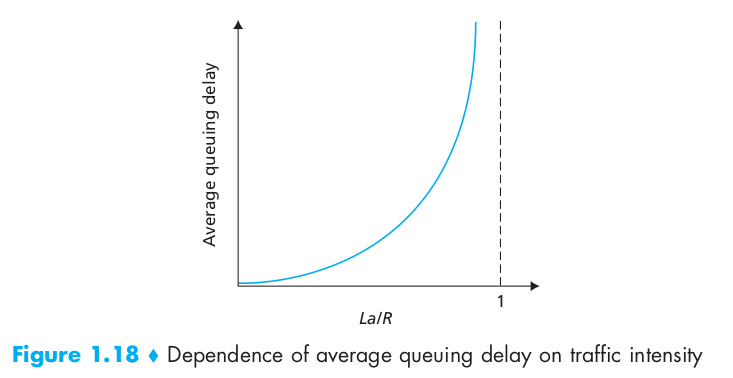 Average queuing delay
1
La/R
Figure 1.18 ♦ Dependence of average queuing delay on traffic intensity